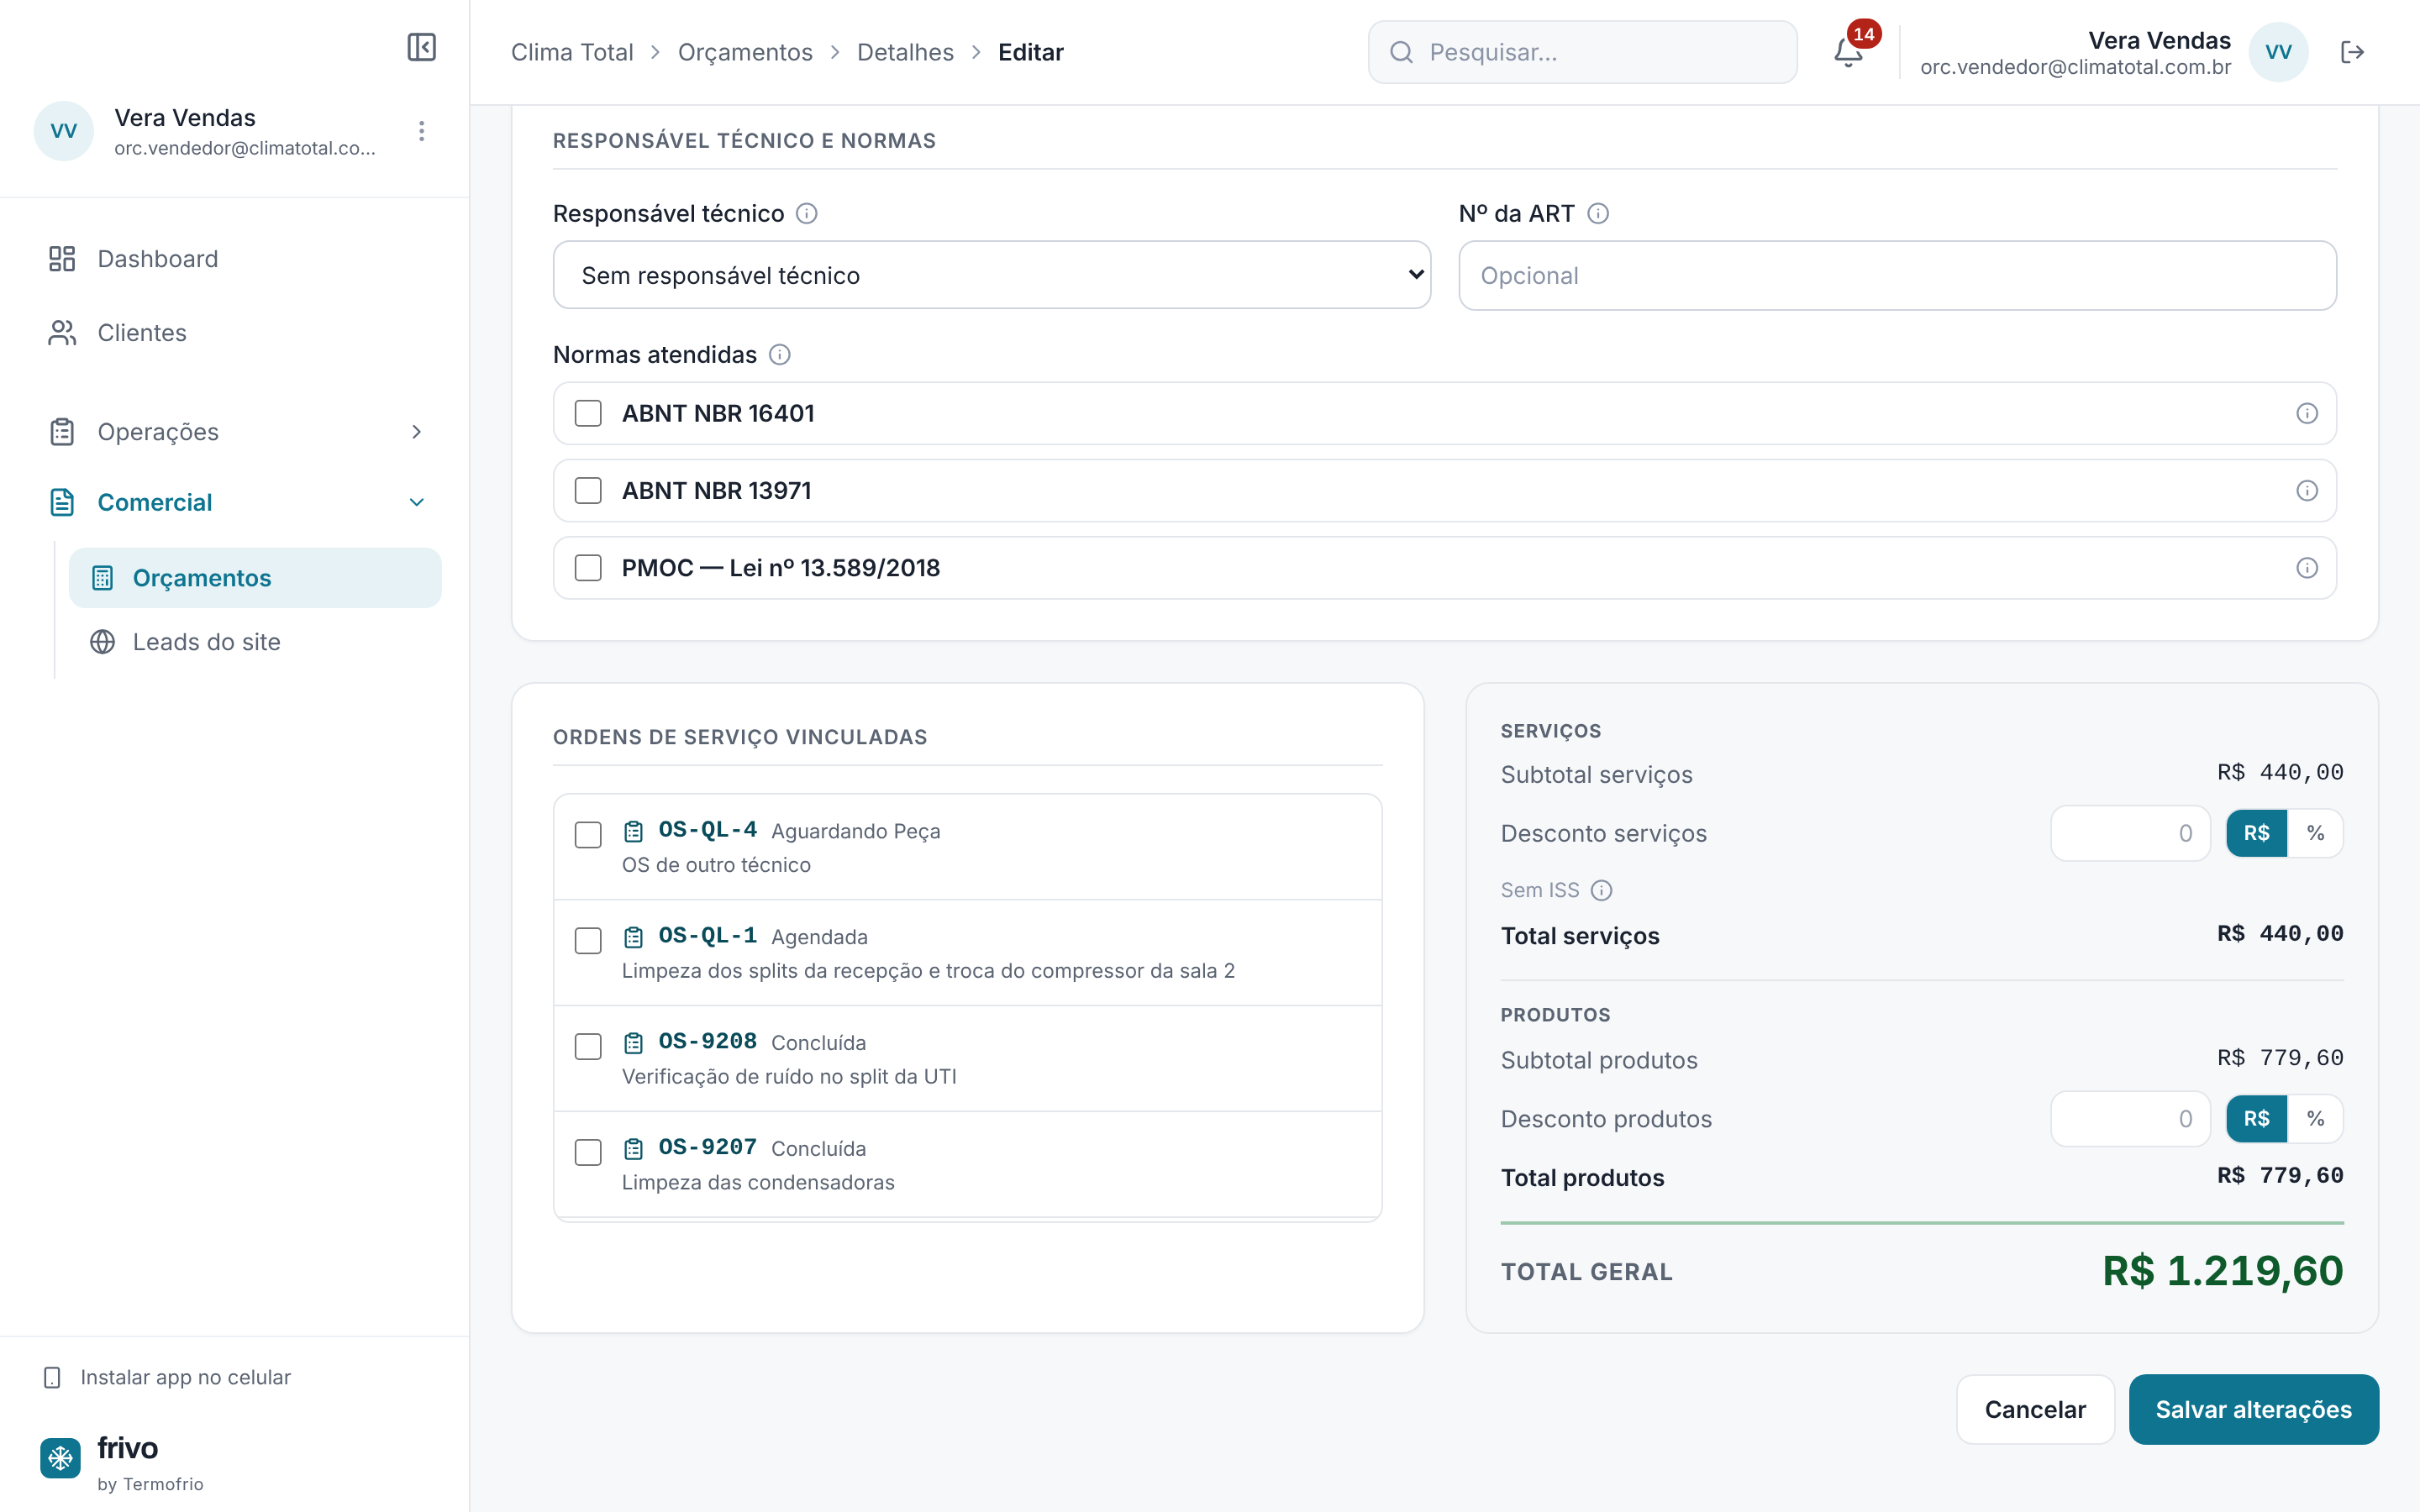 VV
Vera Vendas
orc.vendedor@climatotal.co...
Dashboard
Clientes
Operações
Comercial
Orçamentos
Leads do site
Instalar app no celular
frivo
by Termofrio
Clima Total > Orçamentos > Detalhes > Editar
Pesquisar...
14
Vera Vendas
orc.vendedor@climatotal.com.br
VV
RESPONSÁVEL TÉCNICO E NORMAS
Responsável técnico
Sem responsável técnico
Nº da ART
Opcional
Normas atendidas
ABNT NBR 16401
ABNT NBR 13971
PMOC — Lei nº 13.589/2018
ORDENS DE SERVIÇO VINCULADAS
OS-QL-4 Aguardando Peça
OS de outro técnico
OS-QL-1 Agendada
Limpeza dos splits da recepção e troca do compressor da sala 2
OS-9208 Concluída
Verificação de ruído no split da UTI
OS-9207 Concluída
Limpeza das condensadoras
SERVIÇOS
Subtotal serviços R$ 440,00
Desconto serviços 0 R$ %
Sem ISS
Total serviços R$ 440,00
PRODUTOS
Subtotal produtos R$ 779,60
Desconto produtos 0 R$ %
Total produtos R$ 779,60
TOTAL GERAL R$ 1.219,60
Cancelar
Salvar alterações